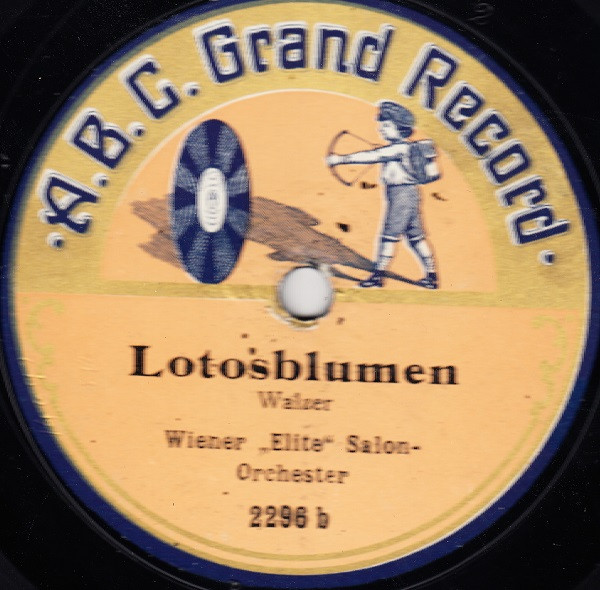 ·A.B.C. Grand Record·
Lotosblumen
Walzer
Wiener „Elite“ Salon-
Orchester
2296 b